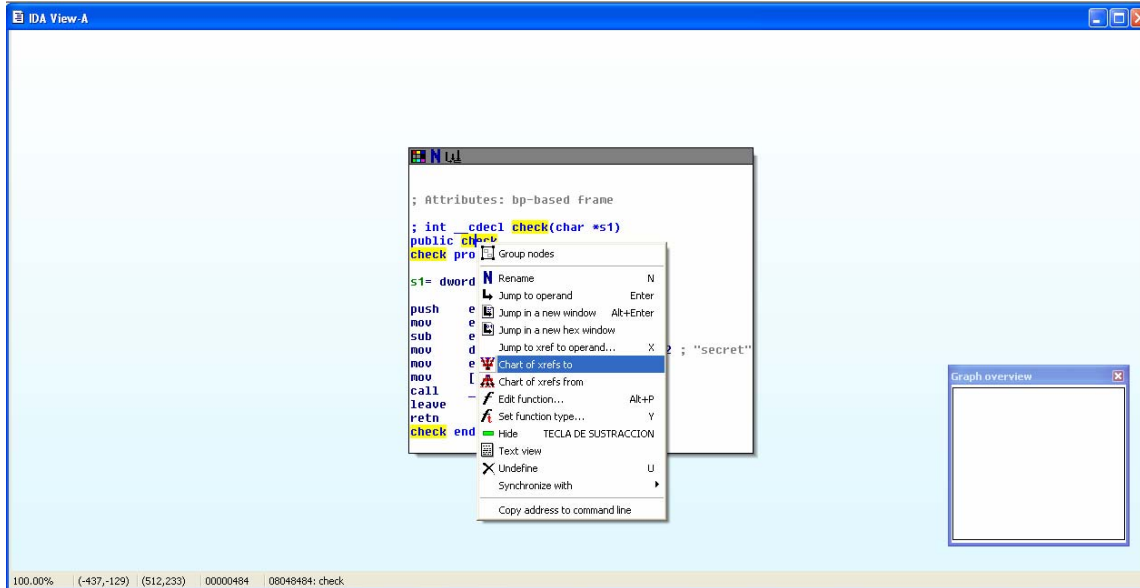 IDA View-A
; Attributes: bp-based frame
; int __cdecl check(char *s1)
public check
check pro
s1= dword
push e
mov e
sub e
mov d 2 ; "secret"
mov e
mov [
call _
leave
retn
check end
Group nodes
Rename N
Jump to operand Enter
Jump in a new window Alt+Enter
Jump in a new hex window
Jump to xref to operand... X
Chart of xrefs to
Chart of xrefs from
Edit function... Alt+P
Set function type... Y
Hide TECLA DE SUSTRACCION
Text view
Undefine U
Synchronize with
Copy address to command line
Graph overview
100.00% (-437,-129) (512,233) 00000484 08048484: check